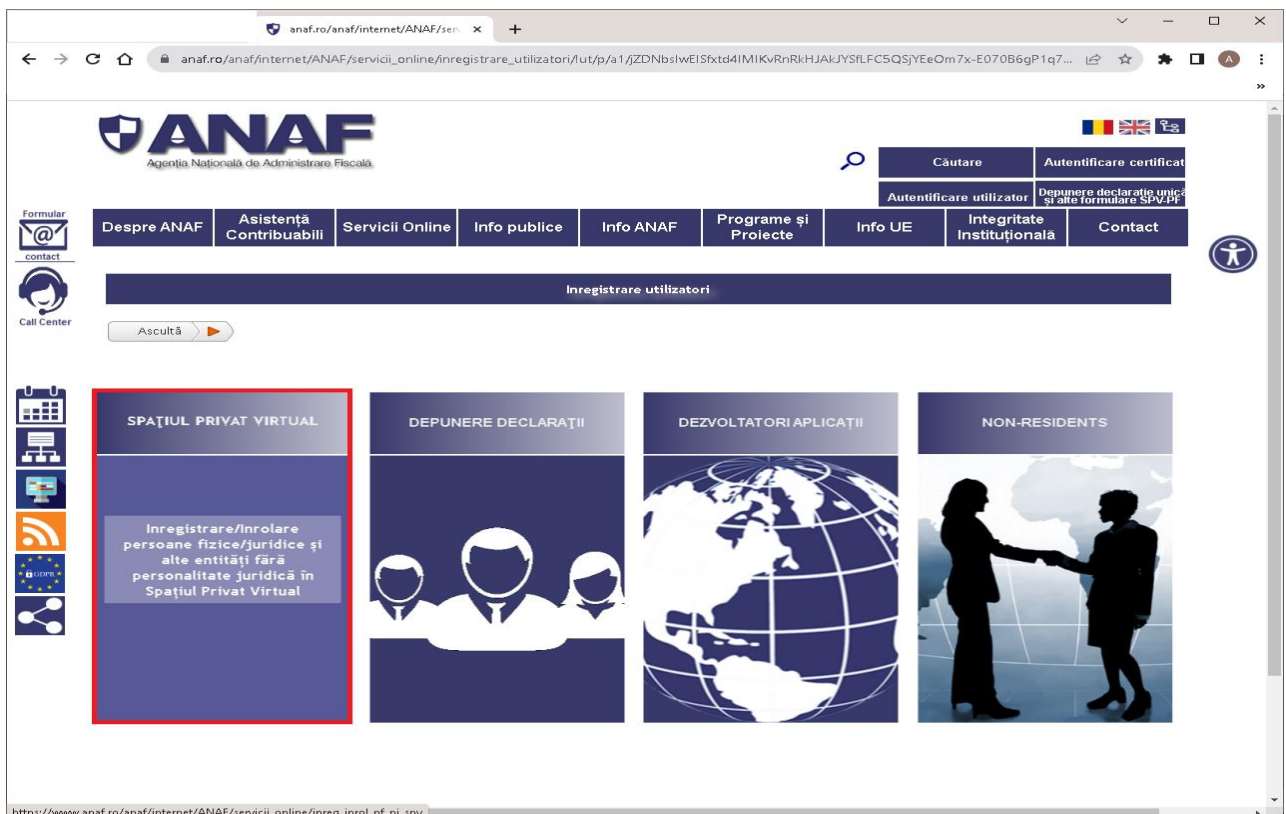 anaf.ro/anaf/internet/ANAF/serv
anaf.ro/anaf/internet/ANAF/servicii_online/inregistrare_utilizatori/!ut/p/a1/
A
ANAF
Agenția Națională de Administrare Fiscală
Căutare
Autentificare certificat
Autentificare utilizator
Depunere declarație unică
și alte formulare SPV-PF
Formular
contact
Call Center
Despre ANAF
Asistență
Contribuabili
Servicii Online
Info publice
Info ANAF
Programe și
Proiecte
Info UE
Integritate
Instituțională
Contact
Inregistrare utilizatori
Ascultă
SPAŢIUL PRIVAT VIRTUAL
DEPUNERE DECLARAŢII
DEZVOLTATORI APLICAȚII
NON-RESIDENTS
Inregistrare/Inrolare
persoane fizice/juridice și
alte entități fără
personalitate juridică în
Spațiul Privat Virtual
GDPR
https://www.anaf.ro/anaf/internet/ANAF/servicii_online/inreg_inrol_pf_pj_spv